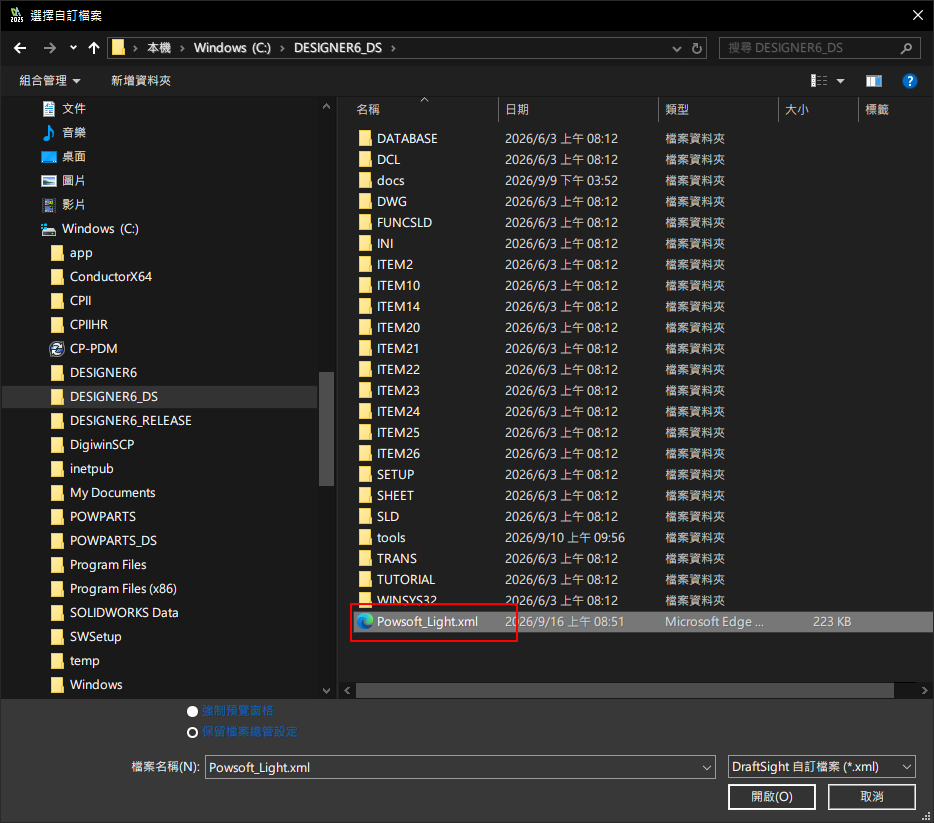 2025 選擇自訂檔案
本機 Windows (C:) DESIGNER6_DS
搜尋 DESIGNER6_DS
組合管理 新增資料夾
文件
音樂
桌面
圖片
影片
Windows (C:)
app
ConductorX64
CPII
CPIIHR
CP-PDM
DESIGNER6
DESIGNER6_DS
DESIGNER6_RELEASE
DigiwinSCP
inetpub
My Documents
POWPARTS
POWPARTS_DS
Program Files
Program Files (x86)
SOLIDWORKS Data
SWSetup
temp
Windows
名稱 日期 類型 大小 標籤
DATABASE 2026/6/3 上午 08:12 檔案資料夾
DCL 2026/6/3 上午 08:12 檔案資料夾
docs 2026/9/9 下午 03:52 檔案資料夾
DWG 2026/6/3 上午 08:12 檔案資料夾
FUNCSLD 2026/6/3 上午 08:12 檔案資料夾
INI 2026/6/3 上午 08:12 檔案資料夾
ITEM2 2026/6/3 上午 08:12 檔案資料夾
ITEM10 2026/6/3 上午 08:12 檔案資料夾
ITEM14 2026/6/3 上午 08:12 檔案資料夾
ITEM20 2026/6/3 上午 08:12 檔案資料夾
ITEM21 2026/6/3 上午 08:12 檔案資料夾
ITEM22 2026/6/3 上午 08:12 檔案資料夾
ITEM23 2026/6/3 上午 08:12 檔案資料夾
ITEM24 2026/6/3 上午 08:12 檔案資料夾
ITEM25 2026/6/3 上午 08:12 檔案資料夾
ITEM26 2026/6/3 上午 08:12 檔案資料夾
SETUP 2026/6/3 上午 08:12 檔案資料夾
SHEET 2026/6/3 上午 08:12 檔案資料夾
SLD 2026/6/3 上午 08:12 檔案資料夾
tools 2026/9/10 上午 09:56 檔案資料夾
TRANS 2026/6/3 上午 08:12 檔案資料夾
TUTORIAL 2026/6/3 上午 08:12 檔案資料夾
WINSYS32 2026/6/3 上午 08:12 檔案資料夾
Powsoft_Light.xml 2026/9/16 上午 08:51 Microsoft Edge ... 223 KB
強制預覽窗格
保留檔案總管設定
檔案名稱(N): Powsoft_Light.xml DraftSight 自訂檔案 (*.xml)
開啟(O) 取消